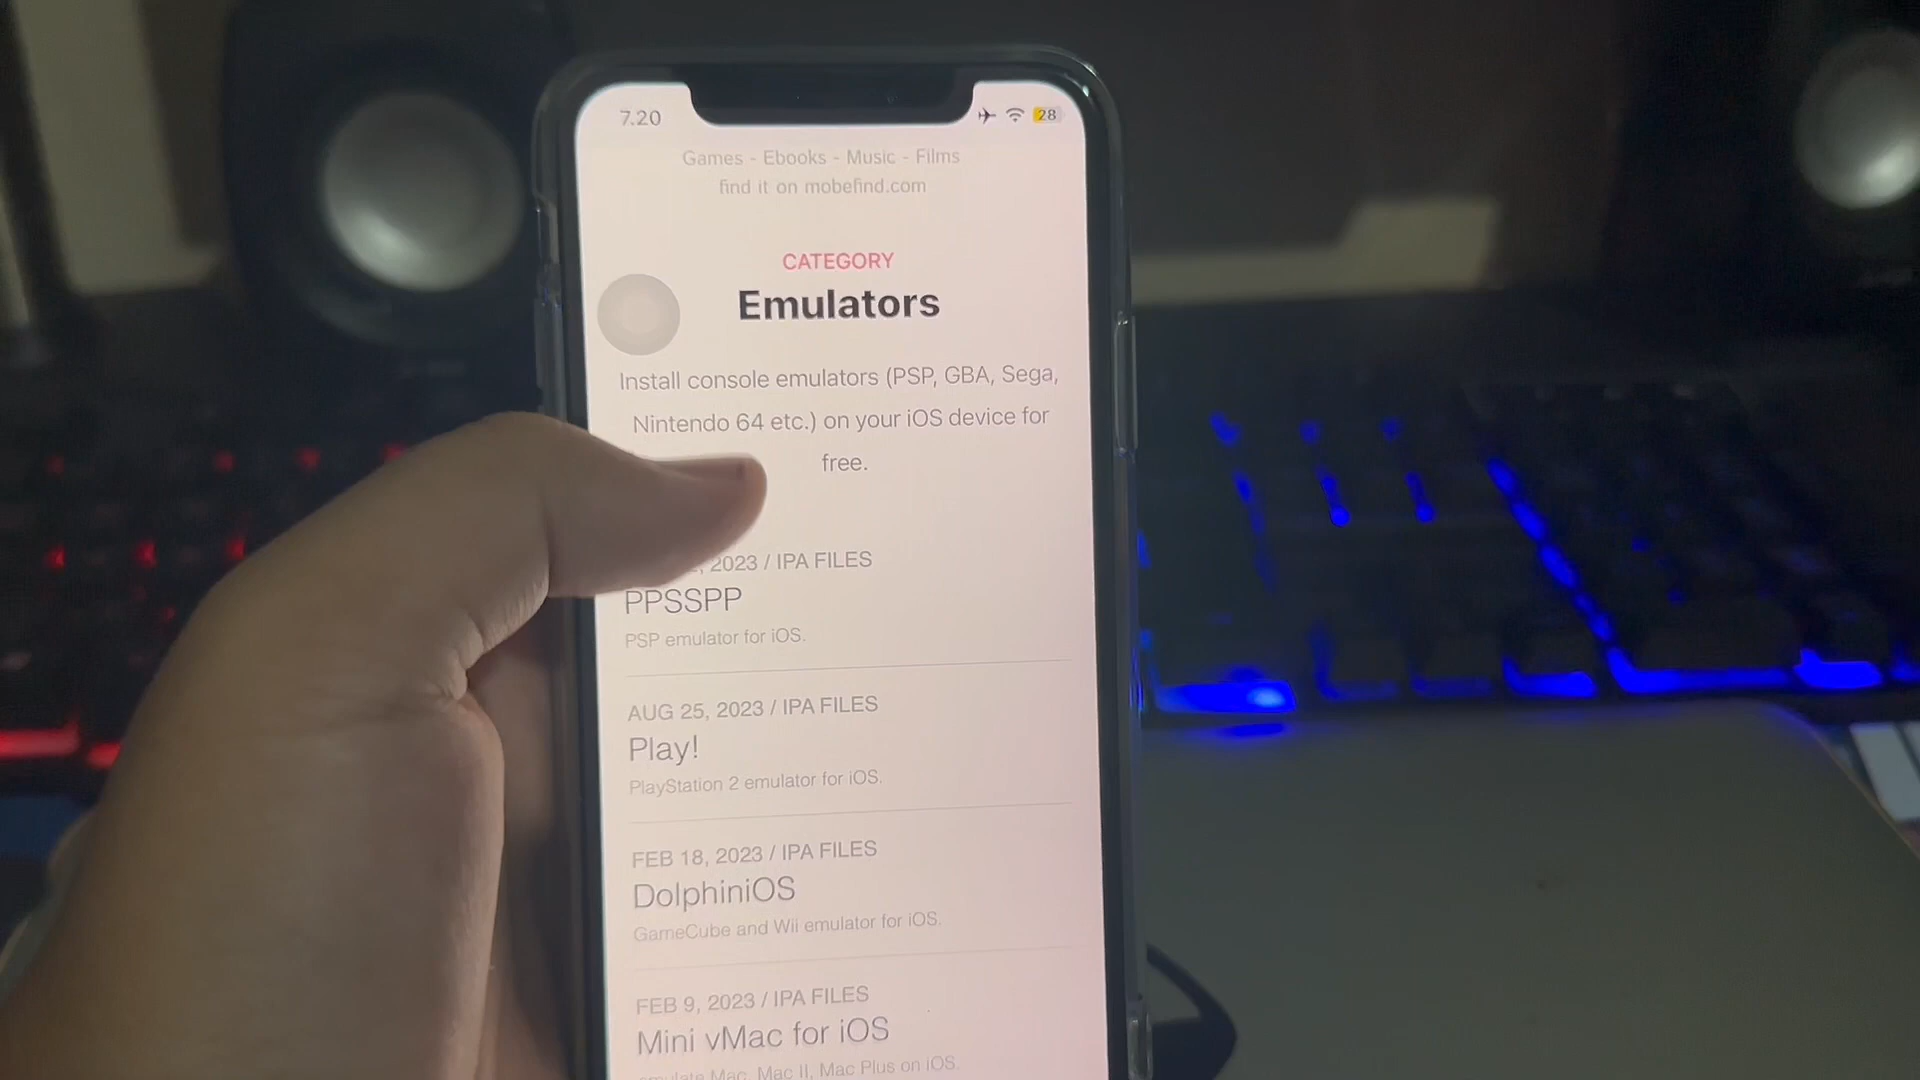 7.20
28
Games - Ebooks - Music - Films
find it on mobefind.com
CATEGORY
Emulators
Install console emulators (PSP, GBA, Sega,
Nintendo 64 etc.) on your iOS device for
free.
, 2023 / IPA FILES
PPSSPP
PSP emulator for iOS.
AUG 25, 2023 / IPA FILES
Play!
PlayStation 2 emulator for iOS.
FEB 18, 2023 / IPA FILES
DolphiniOS
GameCube and Wii emulator for iOS.
FEB 9, 2023 / IPA FILES
Mini vMac for iOS
emulate Mac, Mac II, Mac Plus on iOS.